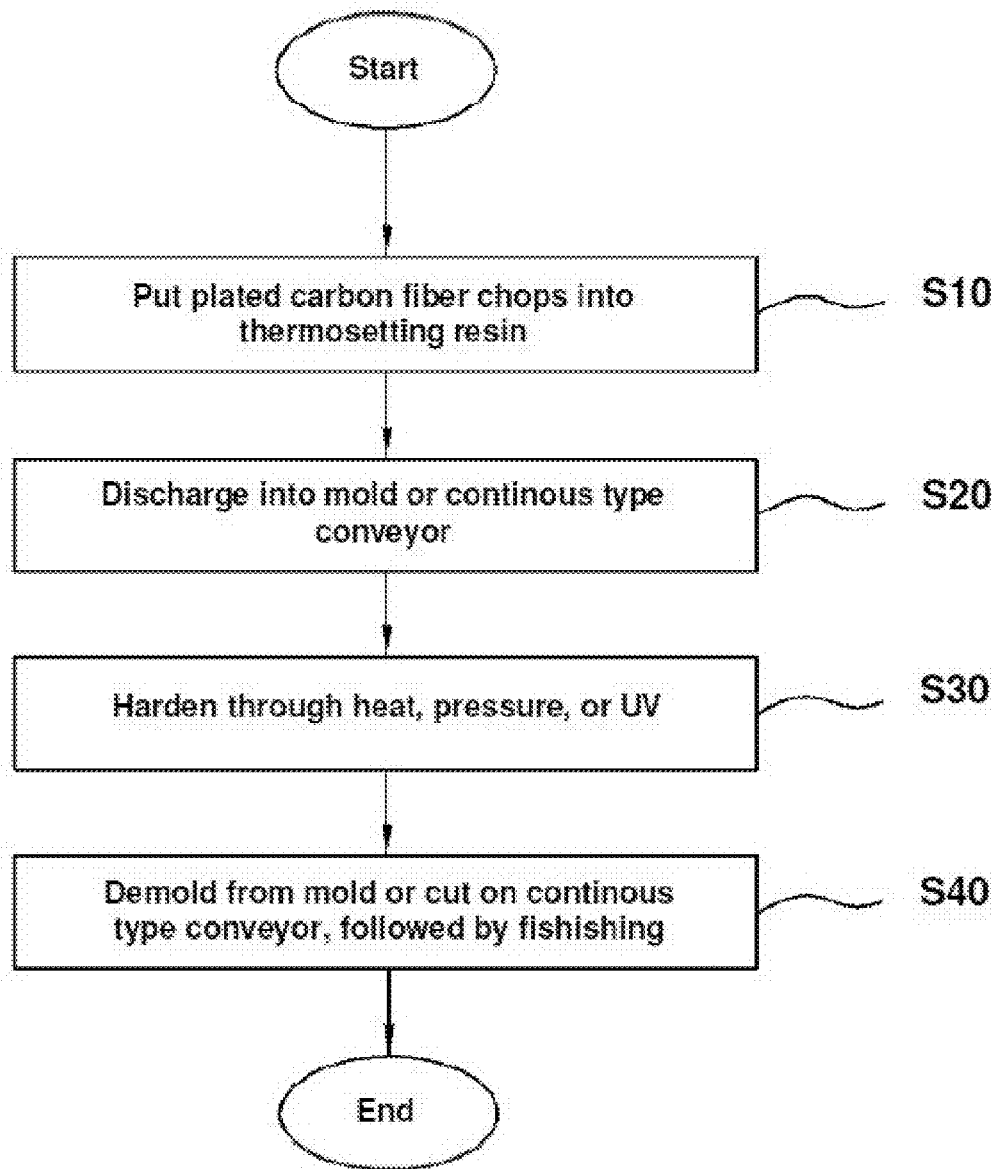 Start
Put plated carbon fiber chops into
thermosetting resin
S10
Discharge into mold or continous type
conveyor
S20
Harden through heat, pressure, or UV
S30
Demold from mold or cut on continous
type conveyor, followed by fishishing
S40
End